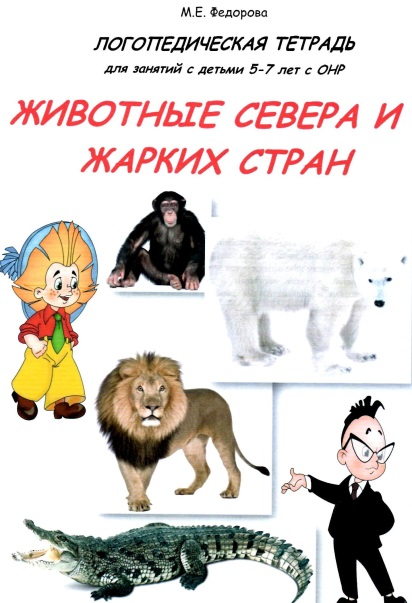 М.Е. Федорова
ЛОГОПЕДИЧЕСКАЯ ТЕТРАДЬ
для занятий с детьми 5-7 лет с ОНР
ЖИВОТНЫЕ СЕВЕРА И
ЖАРКИХ СТРАН